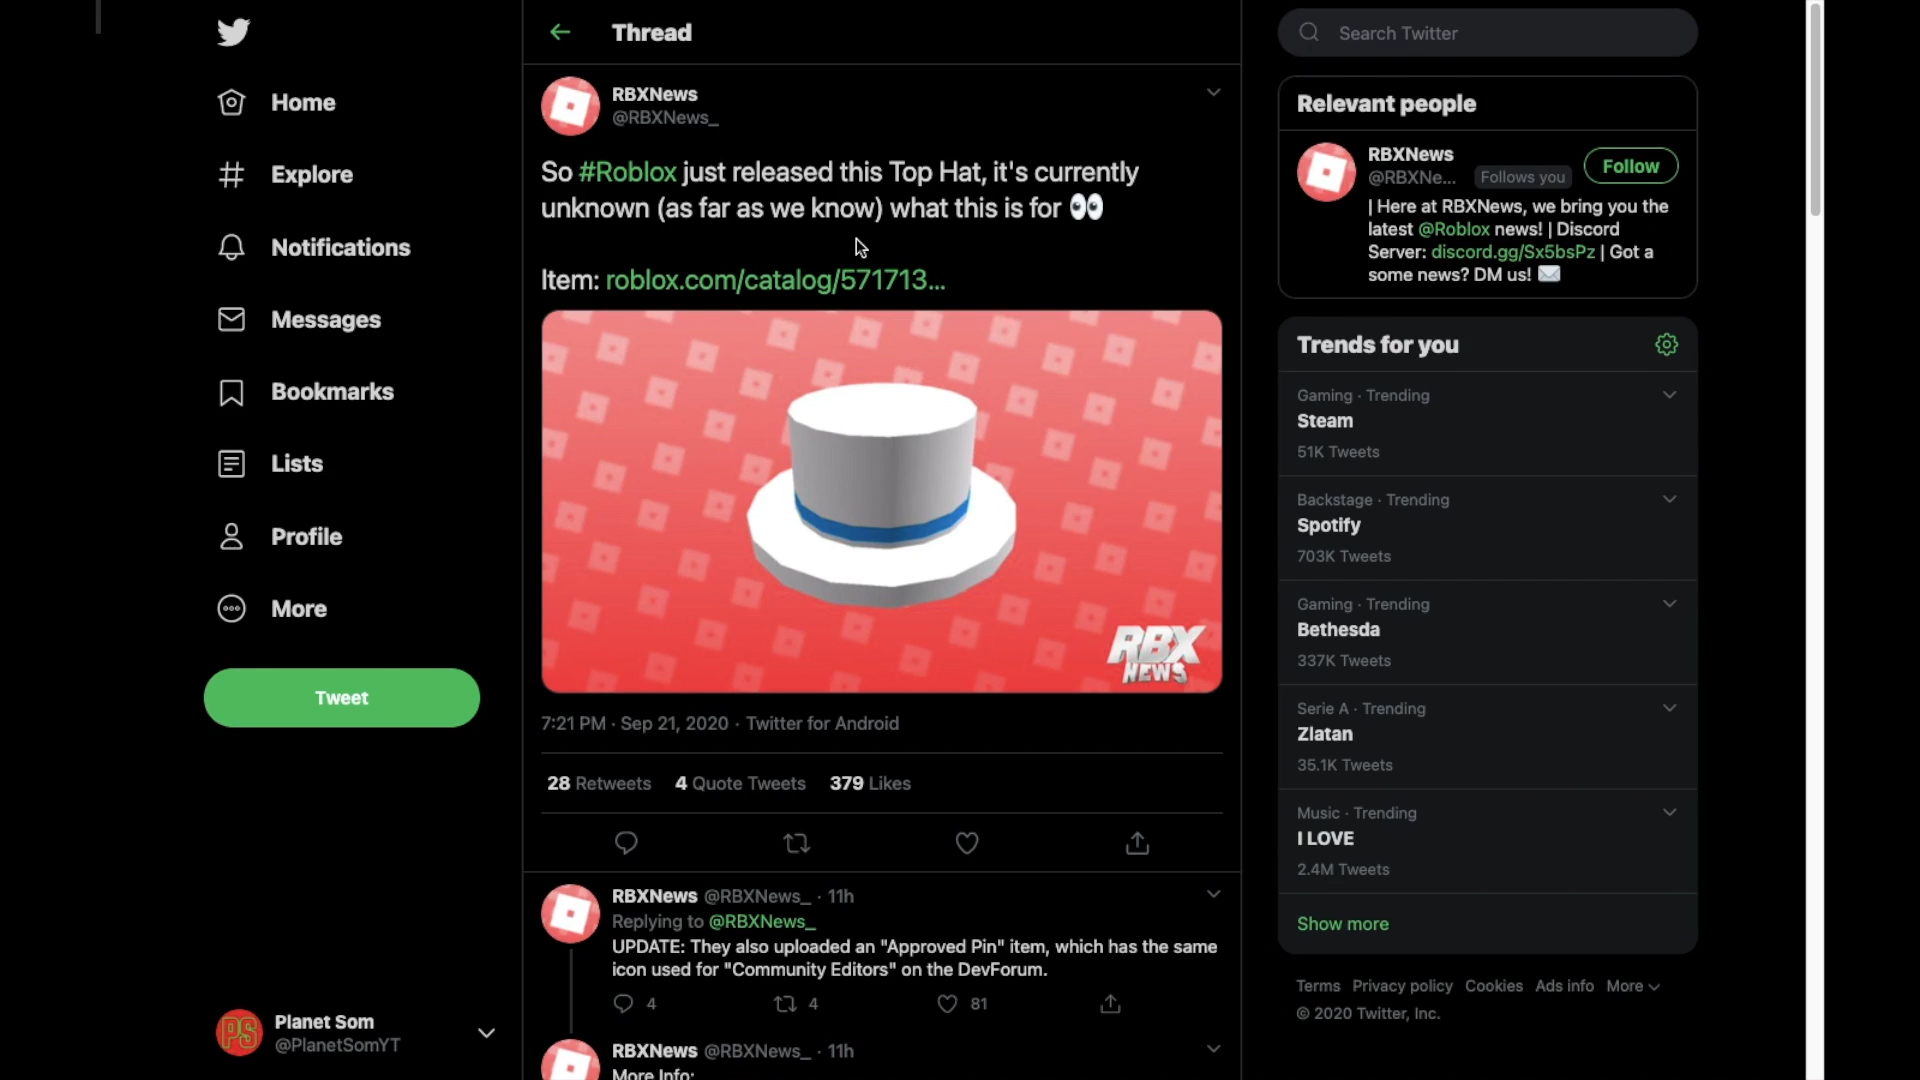 Home
Explore
Notifications
Messages
Bookmarks
Lists
Profile
More
Tweet
PS
Planet Som
@PlanetSomYT
Thread
RBXNews
@RBXNews_
So #Roblox just released this Top Hat, it's currently
unknown (as far as we know) what this is for 👀
Item: roblox.com/catalog/571713...
RBX
NEWS
7:21 PM · Sep 21, 2020 · Twitter for Android
28 Retweets 4 Quote Tweets 379 Likes
RBXNews @RBXNews_ · 11h
Replying to @RBXNews_
UPDATE: They also uploaded an "Approved Pin" item, which has the same
icon used for "Community Editors" on the DevForum.
4 4 81
RBXNews @RBXNews_ · 11h
More Info:
Search Twitter
Relevant people
RBXNews
@RBXNe... Follows you
Follow
| Here at RBXNews, we bring you the
latest @Roblox news! | Discord
Server: discord.gg/Sx5bsPz | Got a
some news? DM us! ✉️
Trends for you
Gaming · Trending
Steam
51K Tweets
Backstage · Trending
Spotify
703K Tweets
Gaming · Trending
Bethesda
337K Tweets
Serie A · Trending
Zlatan
35.1K Tweets
Music · Trending
I LOVE
2.4M Tweets
Show more
Terms Privacy policy Cookies Ads info More
© 2020 Twitter, Inc.